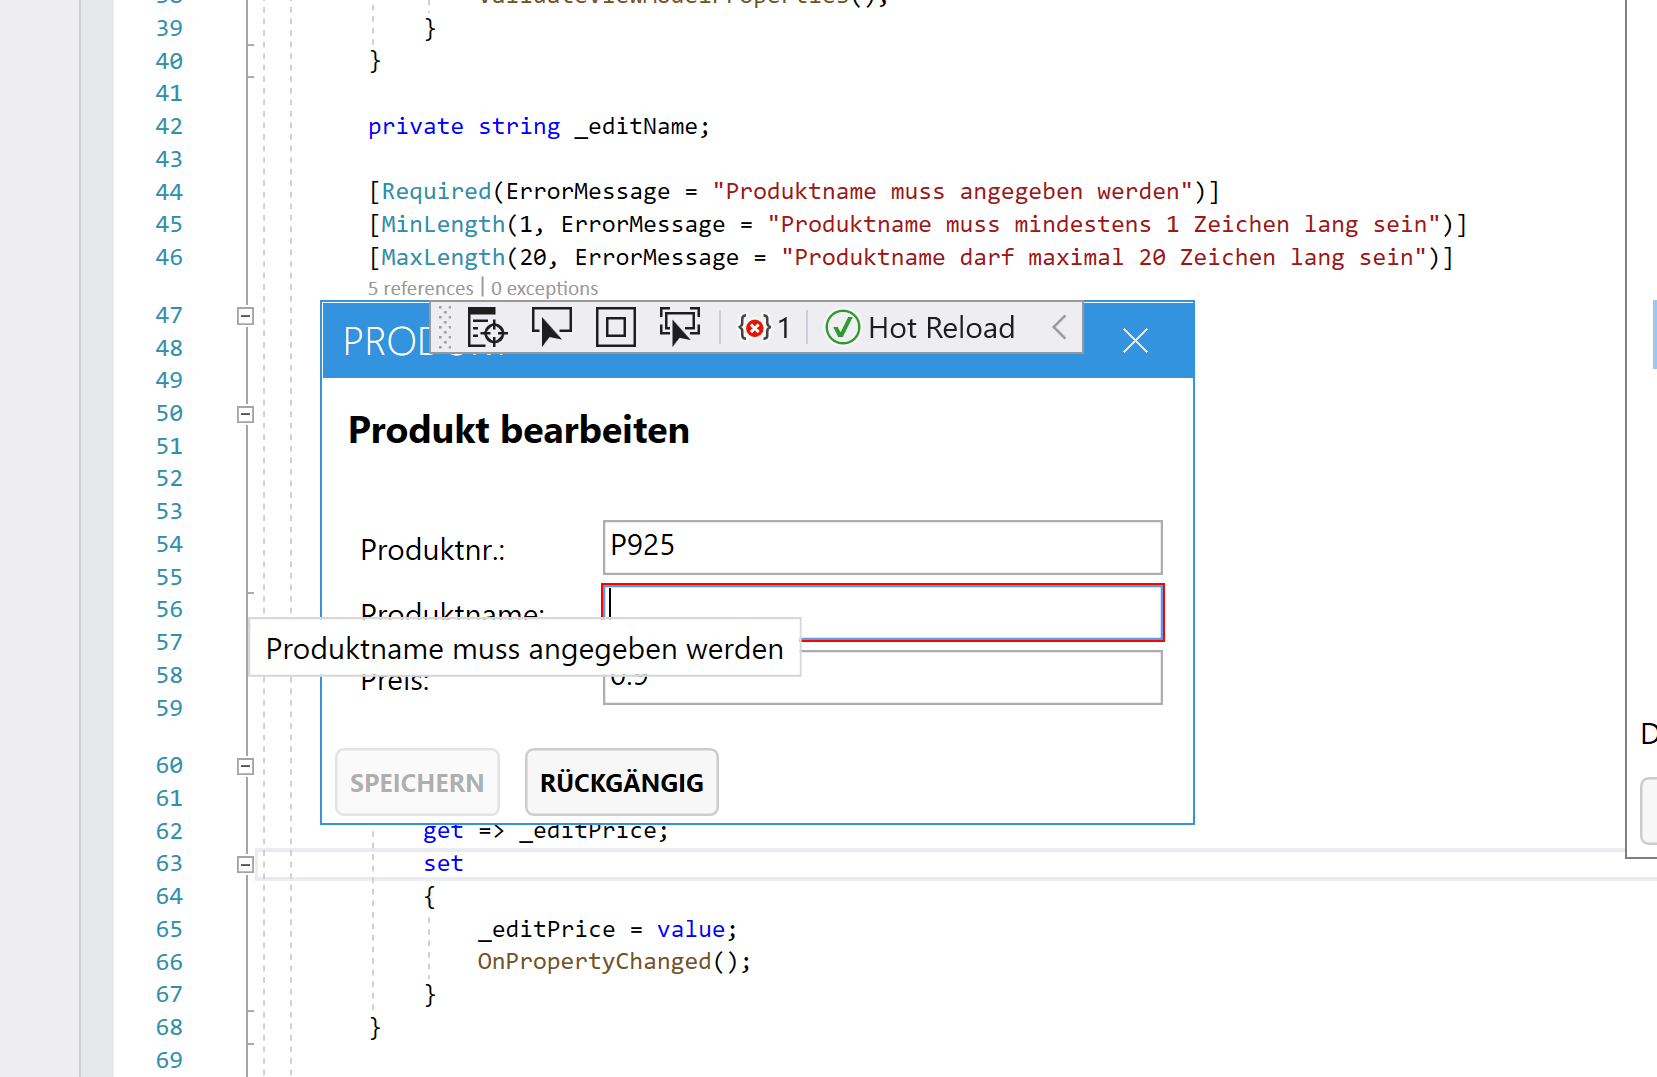 38 ValidateViewModelProperties();
39 }
40 }
41
42 private string _editName;
43
44 [Required(ErrorMessage = "Produktname muss angegeben werden")]
45 [MinLength(1, ErrorMessage = "Produktname muss mindestens 1 Zeichen lang sein")]
46 [MaxLength(20, ErrorMessage = "Produktname darf maximal 20 Zeichen lang sein")]
5 references | 0 exceptions
47
48
49
50
51
52
53
54
55
56
57
58
59
60
61
62 get => _editPrice;
63 set
64 {
65 _editPrice = value;
66 OnPropertyChanged();
67 }
68 }
69
1 Hot Reload
Produkt bearbeiten
Produktnr.: P925
Produktname:
Produktname muss angegeben werden
Preis: 0.9
SPEICHERN RÜCKGÄNGIG